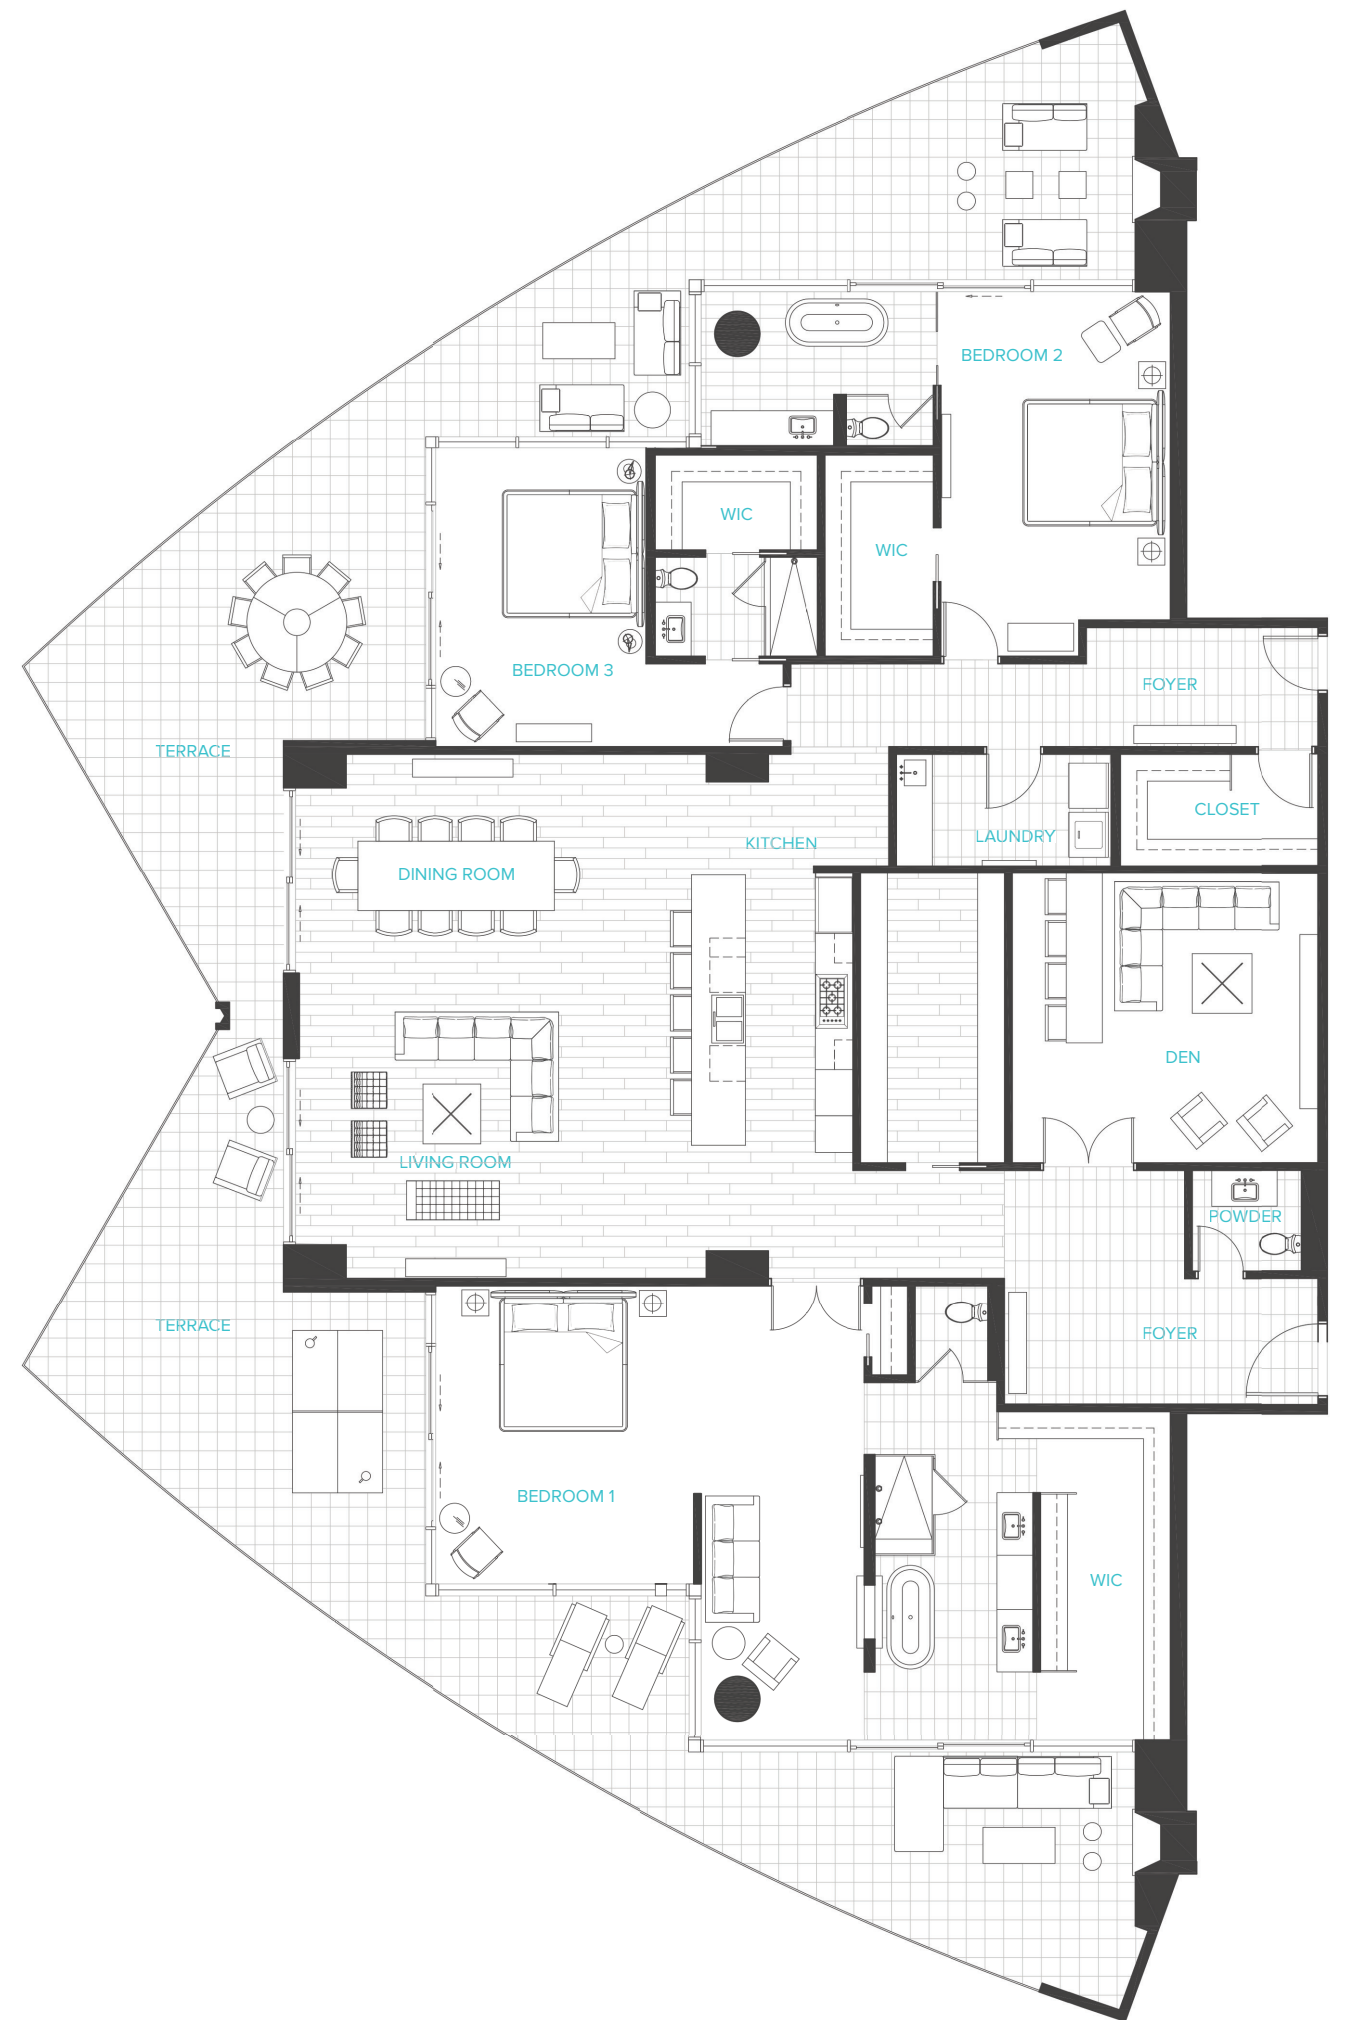 BEDROOM 2
WIC
WIC
BEDROOM 3
FOYER
TERRACE
CLOSET
LAUNDRY
KITCHEN
DINING ROOM
DEN
LIVING ROOM
POWDER
TERRACE
FOYER
BEDROOM 1
WIC